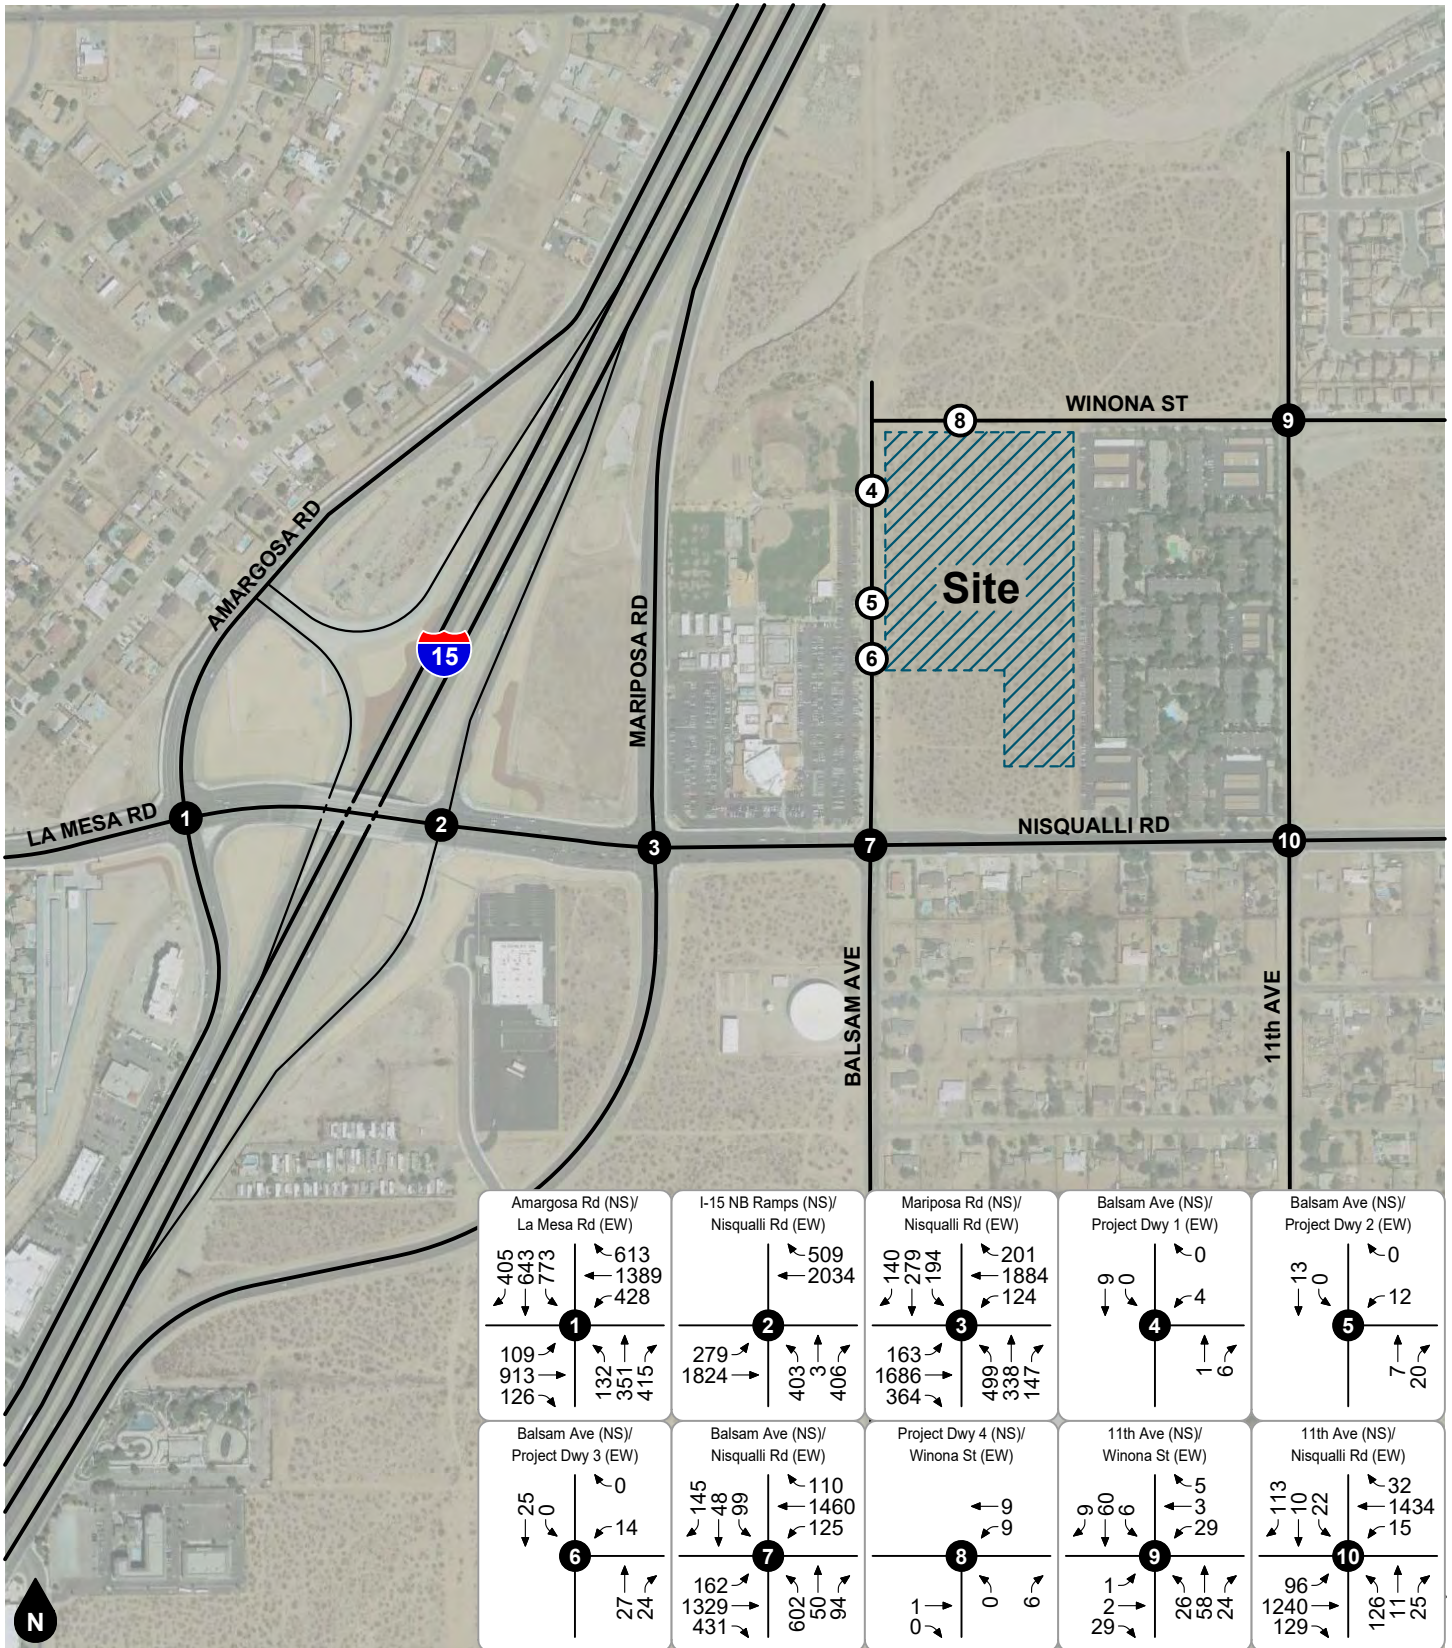 WINONA ST
8
9
4
AMARGOSA RD
5
Site
15
MARIPOSA RD
6
LA MESA RD
1
2
3
7
NISQUALLI RD
10
BALSAM AVE
11th AVE
Amargosa Rd (NS)/
La Mesa Rd (EW)
405 643 773
613
1389
428
1
109
913
126
132 351 415
I-15 NB Ramps (NS)/
Nisqualli Rd (EW)
509
2034
2
279
1824
403 3 406
Mariposa Rd (NS)/
Nisqualli Rd (EW)
140 279 194
201
1884
124
3
163
1686
364
499 338 147
Balsam Ave (NS)/
Project Dwy 1 (EW)
9 0
0
4
4
1 6
Balsam Ave (NS)/
Project Dwy 2 (EW)
13 0
0
12
5
7 20
Balsam Ave (NS)/
Project Dwy 3 (EW)
25 0
0
14
6
27 24
Balsam Ave (NS)/
Nisqualli Rd (EW)
145 48 99
110
1460
125
7
162
1329
431
602 50 94
Project Dwy 4 (NS)/
Winona St (EW)
9
9
8
1
0
0 6
11th Ave (NS)/
Winona St (EW)
9 60 6
5
3
29
9
1
2
29
26 58 24
11th Ave (NS)/
Nisqualli Rd (EW)
113 10 22
32
1434
15
10
96
1240
129
126 11 25
N